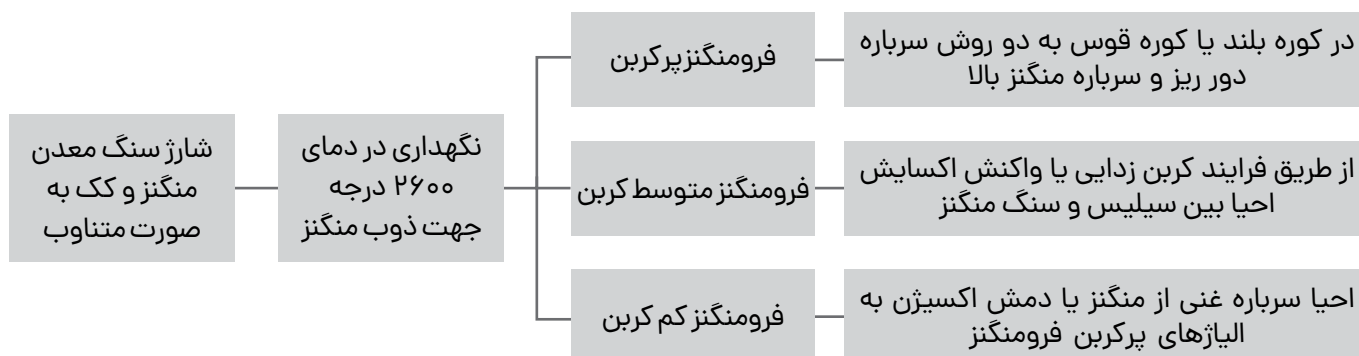 شارژ سنگ معدن
منگنز و کک به
صورت متناوب
نگهداری در دمای
۲۶۰۰ درجه
جهت ذوب منگنز
فرومنگنز پر کربن
در کوره بلند یا کوره قوس به دو روش سرباره
دور ریز و سرباره منگنز بالا
فرومنگنز متوسط کربن
از طریق فرایند کربن زدایی یا واکنش اکسایش
احیا بین سیلیس و سنگ منگنز
فرومنگنز کم کربن
احیا سرباره غنی از منگنز یا دمش اکسیژن به
الیاژهای پرکربن فرومنگنز